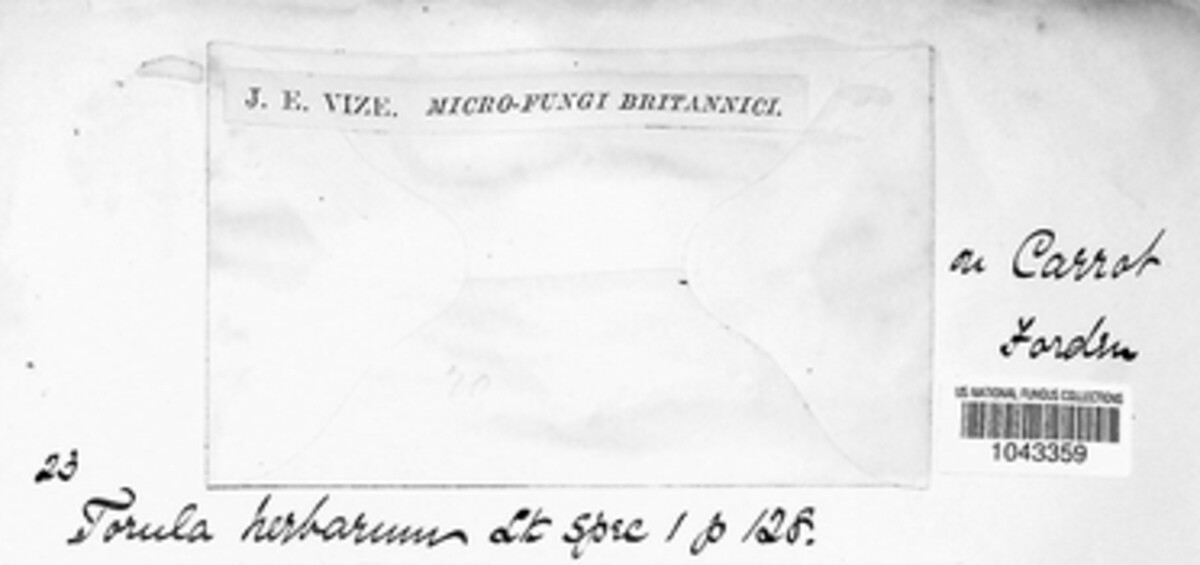 J. E. VIZE. MICRO-FUNGI BRITANNICI.
on Carrot
Forden
US NATIONAL FUNGUS COLLECTIONS
1043359
23
Torula herbarum Lk spec 1 p 128.